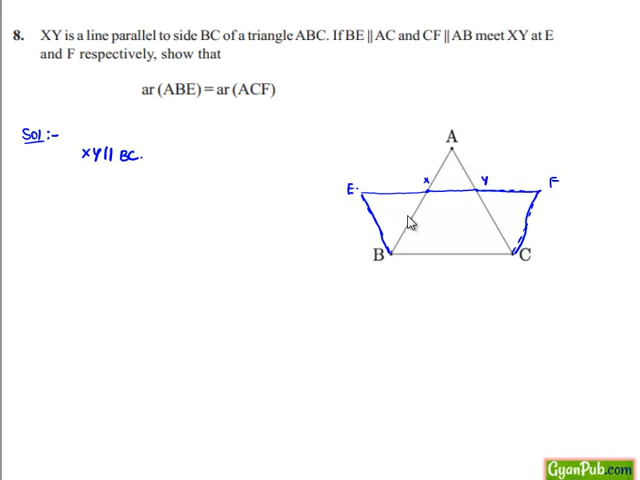 8. XY is a line parallel to side BC of a triangle ABC. If BE || AC and CF || AB meet XY at E
and F respectively, show that
ar (ABE) = ar (ACF)
Sol :-
XY || BC.
A
E. X Y F
B C
GyanPub.com